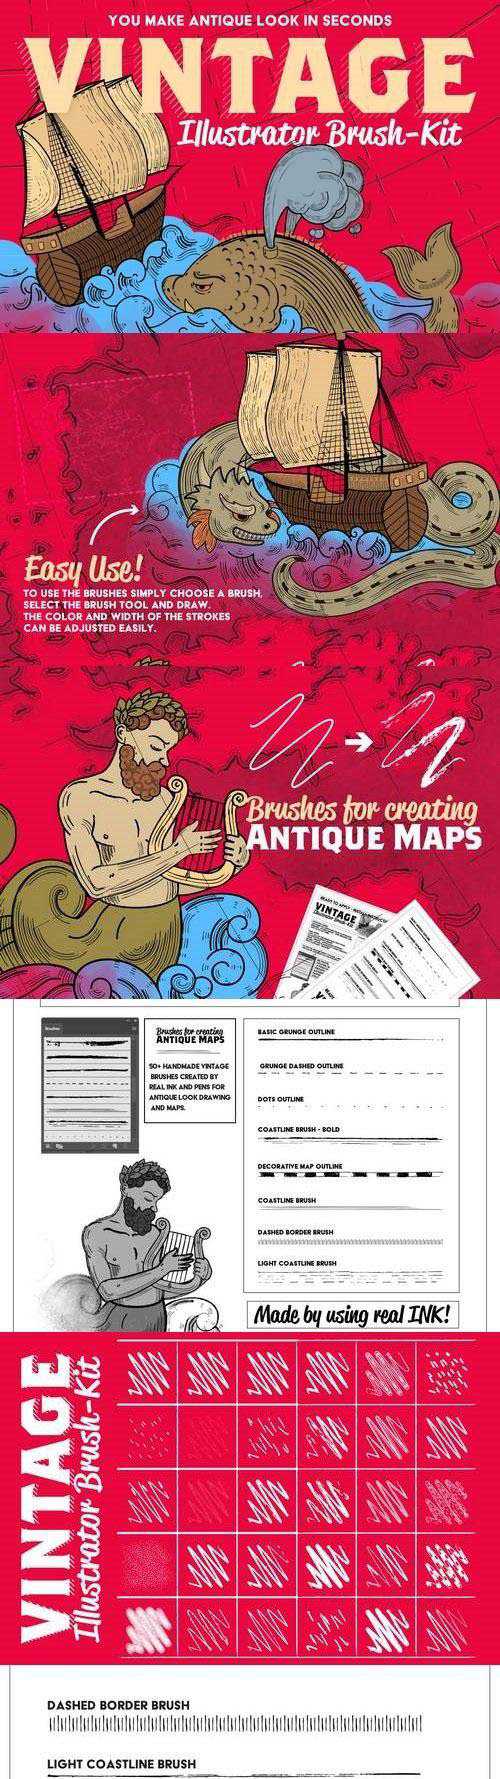 YOU MAKE ANTIQUE LOOK IN SECONDS
VINTAGE
Illustrator Brush-Kit
Easy Use!
TO USE THE BRUSHES SIMPLY CHOOSE A BRUSH,
SELECT THE BRUSH TOOL AND DRAW.
THE COLOR AND WIDTH OF THE STROKES
CAN BE ADJUSTED EASILY.
Brushes for creating
ANTIQUE MAPS
VINTAGE
Brushes
Brushes for creating
ANTIQUE MAPS
50+ HANDMADE VINTAGE
BRUSHES CREATED BY
REAL INK AND PENS FOR
ANTIQUE LOOK DRAWING
AND MAPS.
BASIC GRUNGE OUTLINE
GRUNGE DASHED OUTLINE
DOTS OUTLINE
COASTLINE BRUSH - BOLD
DECORATIVE MAP OUTLINE
COASTLINE BRUSH
DASHED BORDER BRUSH
LIGHT COASTLINE BRUSH
Made by using real INK!
VINTAGE
Illustrator Brush-Kit
DASHED BORDER BRUSH
LIGHT COASTLINE BRUSH